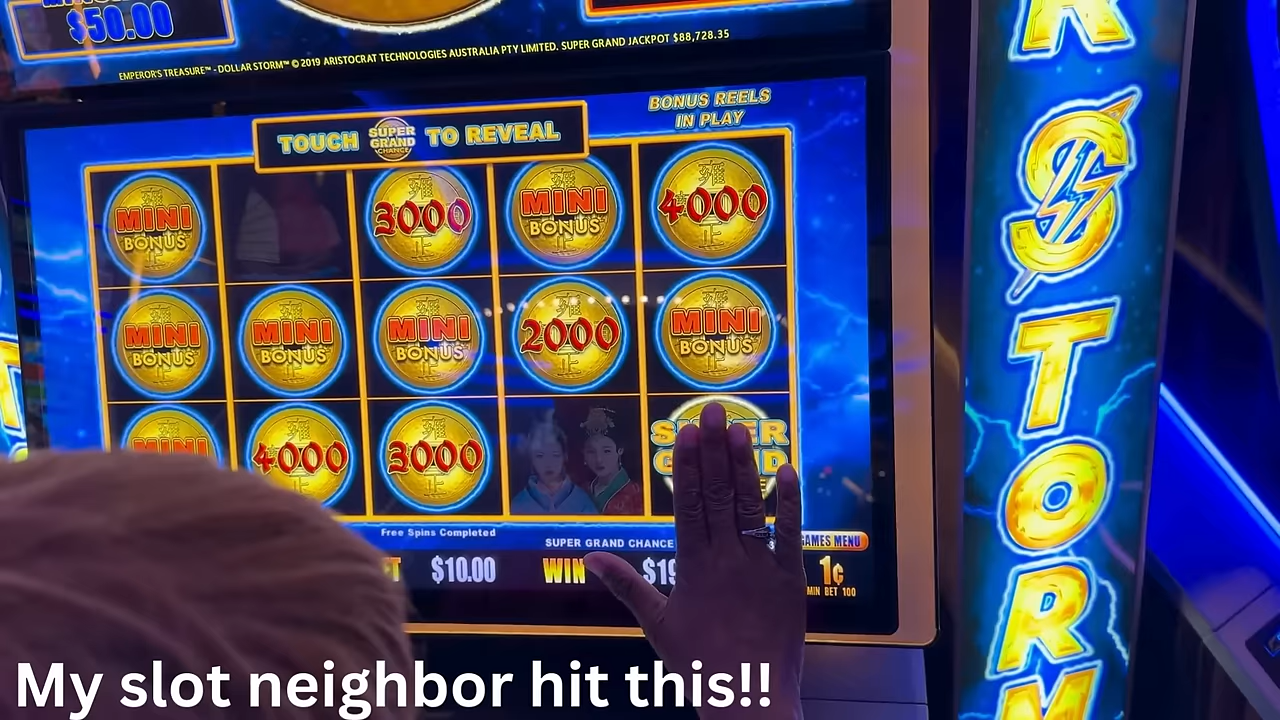 $50.00
EMPEROR'S TREASURE™ - DOLLAR STORM™ © 2019 ARISTOCRAT TECHNOLOGIES AUSTRALIA PTY LIMITED. SUPER GRAND JACKPOT $88,728.35
BONUS REELS
IN PLAY
TOUCH SUPER GRAND CHANCE TO REVEAL
MINI BONUS
3000
MINI BONUS
4000
MINI BONUS
MINI BONUS
MINI BONUS
2000
MINI BONUS
MINI
4000
3000
Free Spins Completed
SUPER GRAND CHANCE
GAMES MENU
$10.00
WIN
1¢
MIN BET 100
STORM
My slot neighbor hit this!!